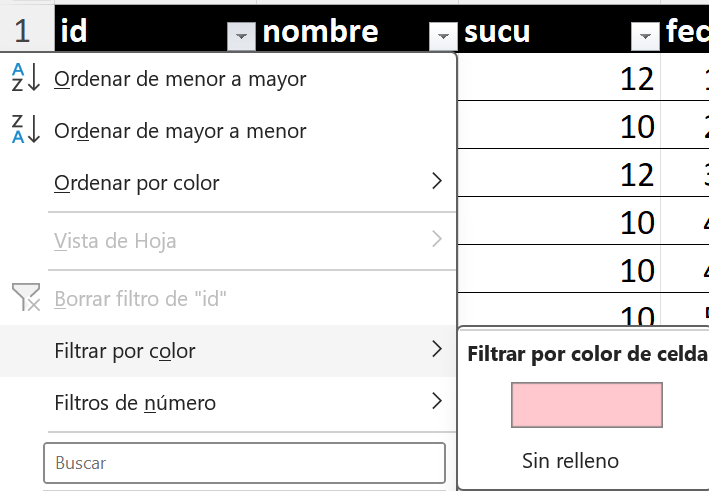 1 id nombre sucu fec
Ordenar de menor a mayor 12
Ordenar de mayor a menor 10
Ordenar por color 12
Vista de Hoja 10
Borrar filtro de "id" 10
10
Filtrar por color Filtrar por color de celda
Filtros de número
Buscar Sin relleno